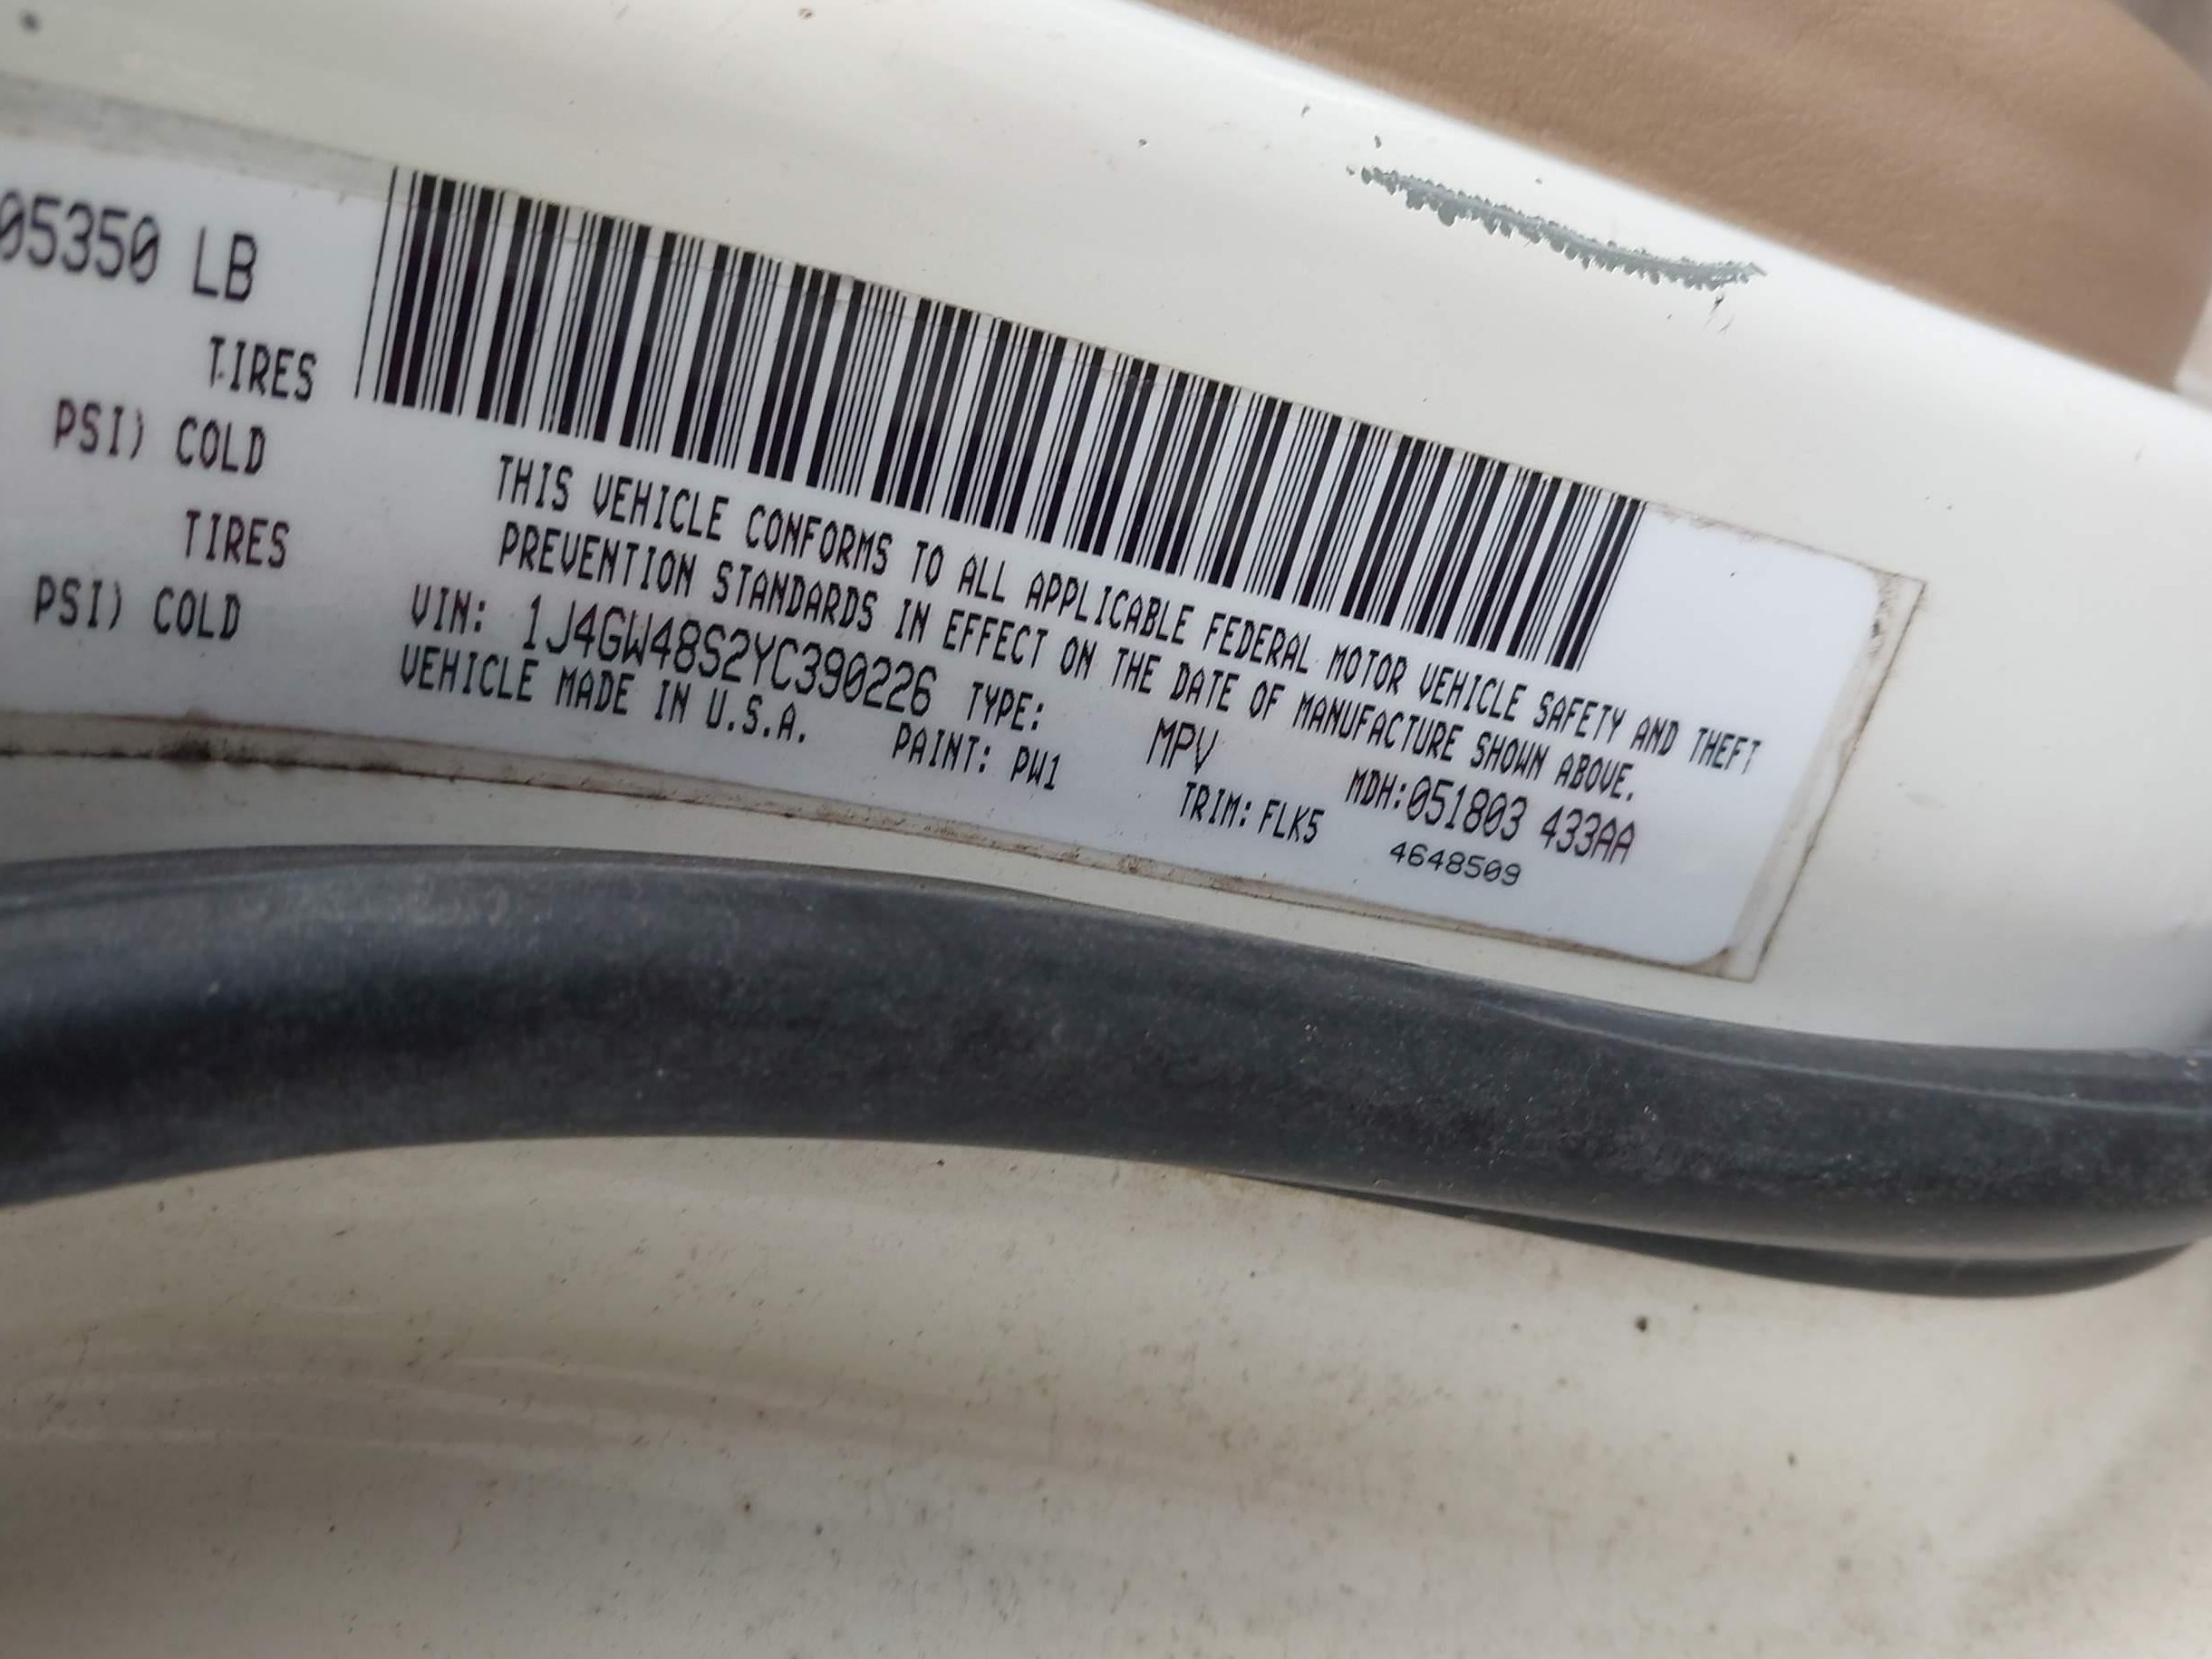 05350 LB
TIRES
PSI) COLD
TIRES
PSI) COLD
THIS VEHICLE CONFORMS TO ALL APPLICABLE FEDERAL MOTOR VEHICLE SAFETY AND THEFT
PREVENTION STANDARDS IN EFFECT ON THE DATE OF MANUFACTURE SHOWN ABOVE.
VIN: 1J4GW48S2YC390226 TYPE: MPV MDH:051803 433AA
VEHICLE MADE IN U.S.A. PAINT: PW1 TRIM: FLK5 4648509